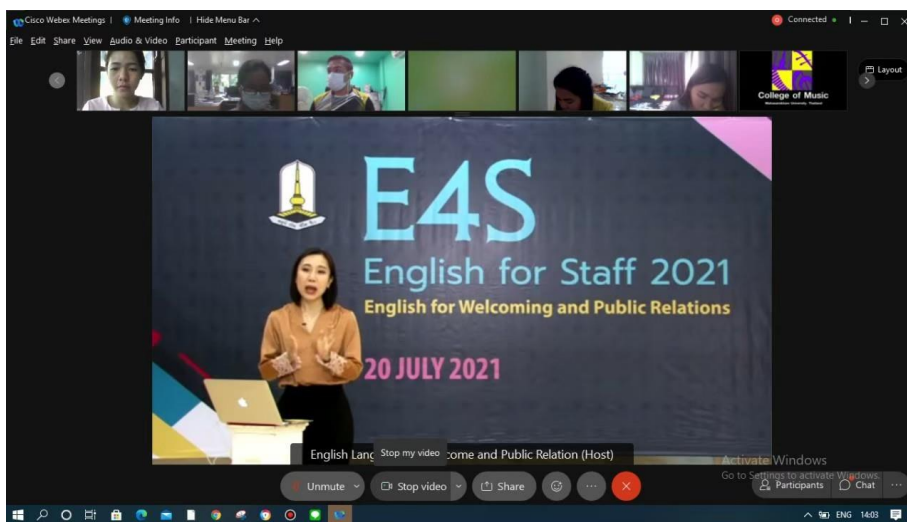 Cisco Webex Meetings | Meeting Info | Hide Menu Bar
Connected
File Edit Share View Audio & Video Participant Meeting Help
Layout
College of Music
Mahasarakham University, Thailand
E4S
English for Staff 2021
English for Welcoming and Public Relations
20 JULY 2021
English Lang
Stop my video
come and Public Relation (Host)
Activate Windows
Go to Settings to activate Windows.
Unmute
Stop video
Share
Participants
Chat
ENG 14:03